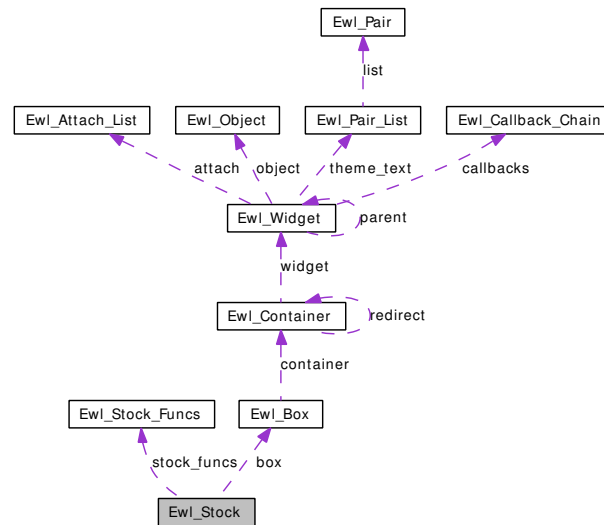 Ewl_Pair
list
Ewl_Attach_List
Ewl_Object
Ewl_Pair_List
Ewl_Callback_Chain
attach
object
theme_text
callbacks
Ewl_Widget
parent
widget
Ewl_Container
redirect
container
Ewl_Stock_Funcs
Ewl_Box
stock_funcs
box
Ewl_Stock